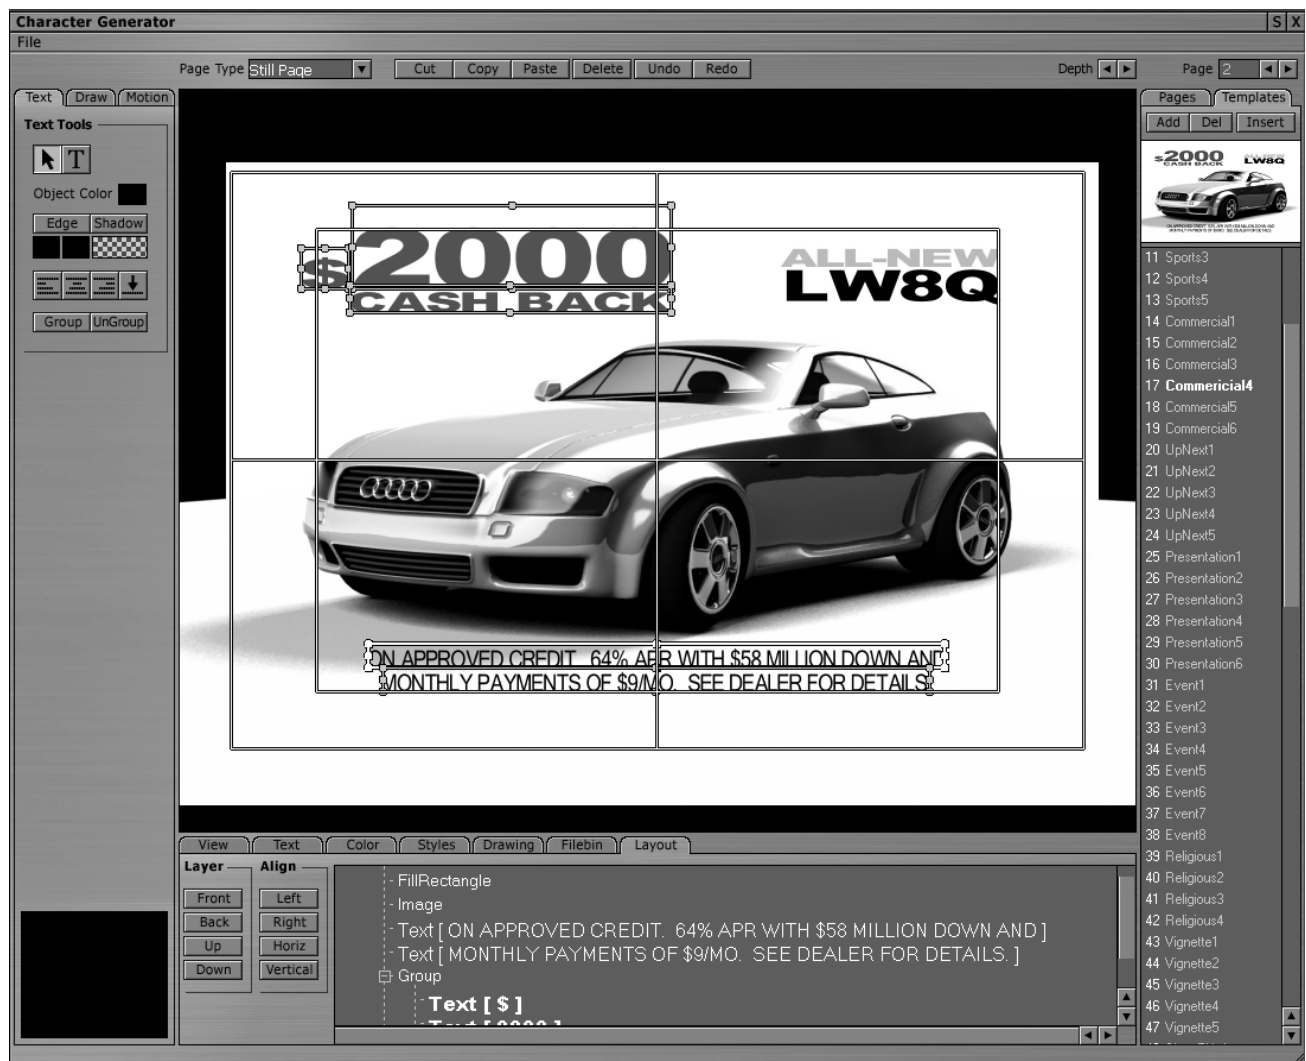 Character Generator S X
File
Page Type Still Page Cut Copy Paste Delete Undo Redo Depth Page 2
Text Draw Motion
Text Tools
T
Object Color
Edge Shadow
Group UnGroup
$2000
CASH BACK
ALL-NEW
LW8Q
ON APPROVED CREDIT. 64% APR WITH $58 MILLION DOWN AND
MONTHLY PAYMENTS OF $9/MO. SEE DEALER FOR DETAILS.
Pages Templates
Add Del Insert
$2000
CASH BACK
ALL-NEW
LW8Q
11 Sports3
12 Sports4
13 Sports5
14 Commercial1
15 Commercial2
16 Commercial3
17 Commericial4
18 Commercial5
19 Commercial6
20 UpNext1
21 UpNext2
22 UpNext3
23 UpNext4
24 UpNext5
25 Presentation1
26 Presentation2
27 Presentation3
28 Presentation4
29 Presentation5
30 Presentation6
31 Event1
32 Event2
33 Event3
34 Event4
35 Event5
36 Event6
37 Event7
38 Event8
39 Religious1
40 Religious2
41 Religious3
42 Religious4
43 Vignette1
44 Vignette2
45 Vignette3
46 Vignette4
47 Vignette5
View Text Color Styles Drawing Filebin Layout
Layer Align
Front Left
Back Right
Up Horiz
Down Vertical
FillRectangle
Image
Text [ ON APPROVED CREDIT. 64% APR WITH $58 MILLION DOWN AND ]
Text [ MONTHLY PAYMENTS OF $9/MO. SEE DEALER FOR DETAILS. ]
Group
Text [ $ ]